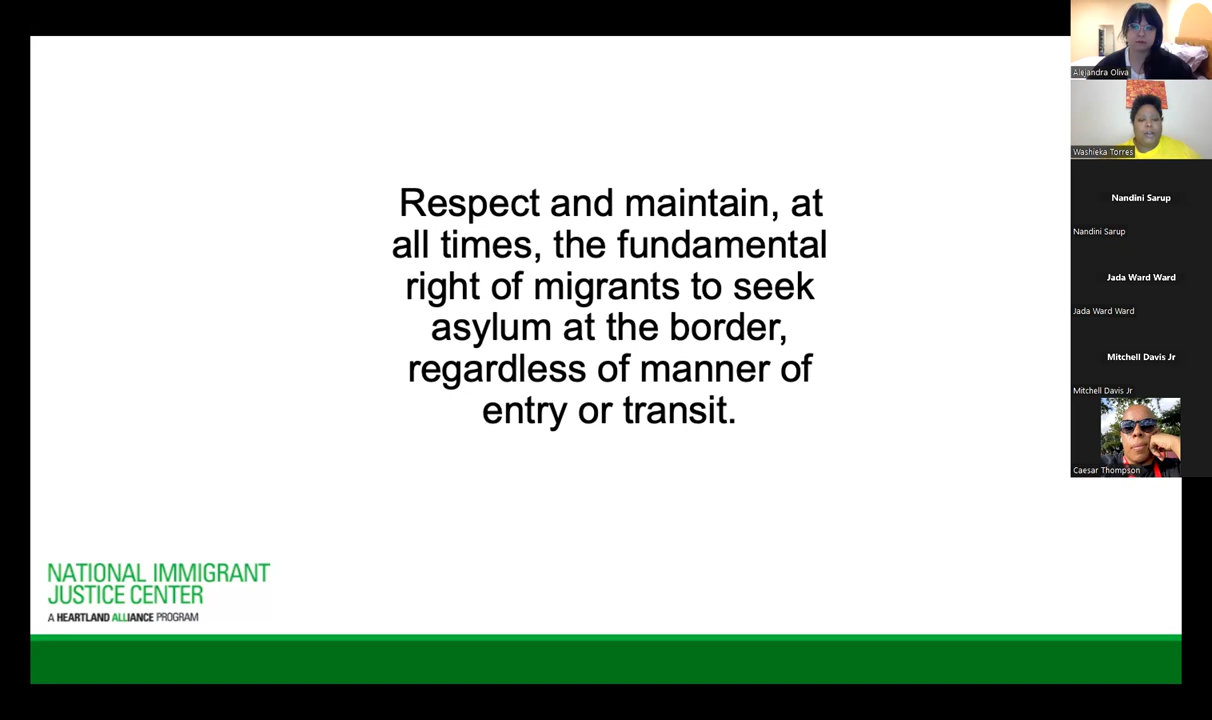 Respect and maintain, at
all times, the fundamental
right of migrants to seek
asylum at the border,
regardless of manner of
entry or transit.
NATIONAL IMMIGRANT
JUSTICE CENTER
A HEARTLAND ALLIANCE PROGRAM
Alejandra Oliva
Washieka Torres
Nandini Sarup
Nandini Sarup
Jada Ward Ward
Jada Ward Ward
Mitchell Davis Jr
Mitchell Davis Jr
Caesar Thompson